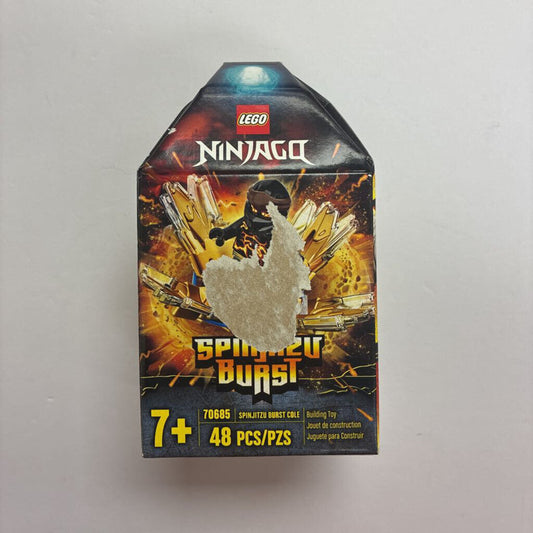 LEGO
NINJAGO
SPINJITZU
BURST
7+
70685 SPINJITZU BURST COLE
48 PCS/PZS
Building Toy
Jouet de construction
Juguete para Construir